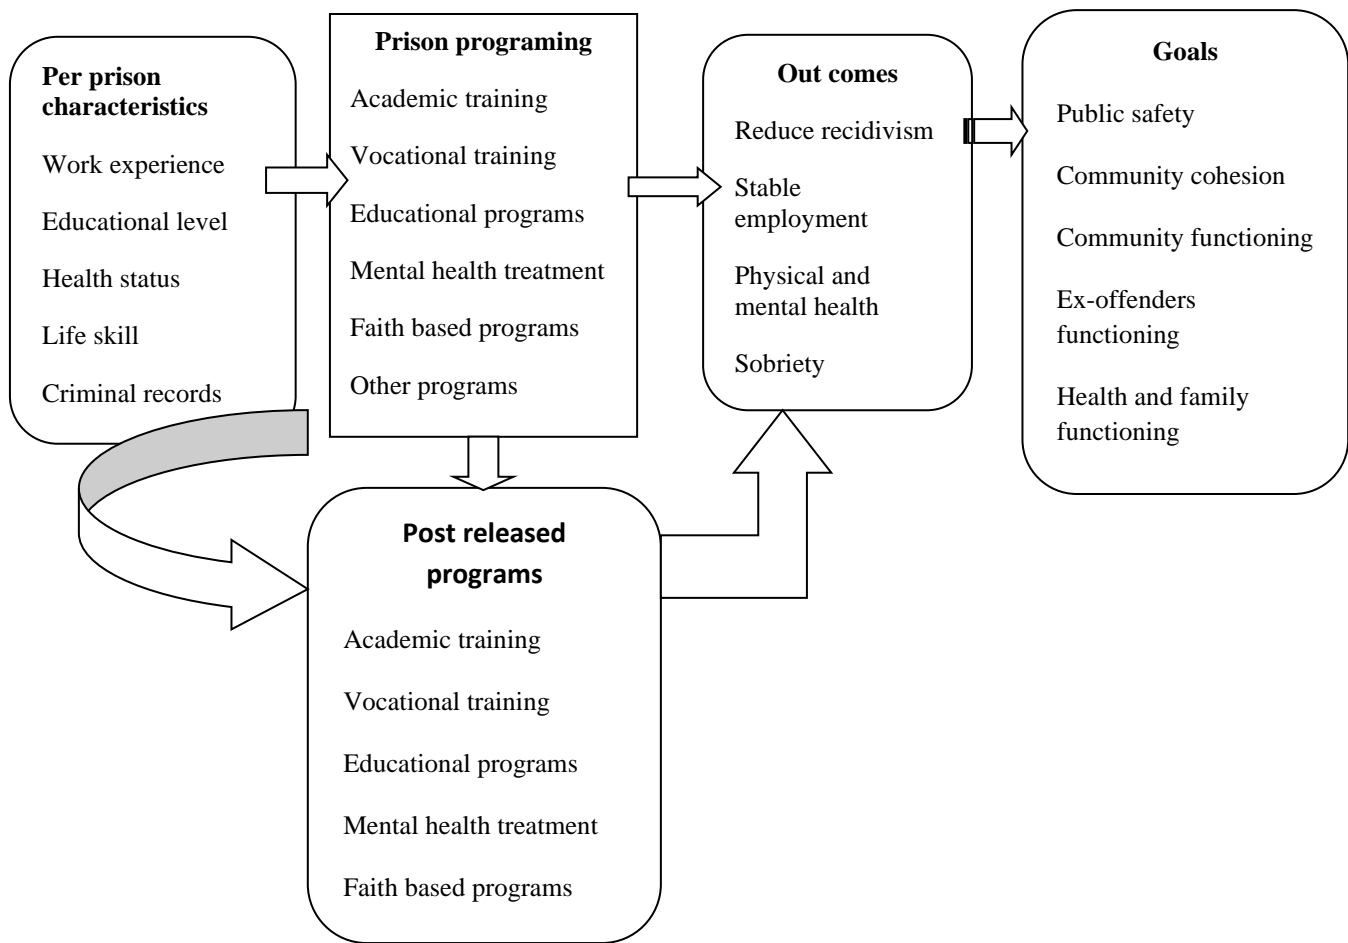 Per prison
characteristics
Work experience
Educational level
Health status
Life skill
Criminal records
Prison programing
Academic training
Vocational training
Educational programs
Mental health treatment
Faith based programs
Other programs
Out comes
Reduce recidivism
Stable
employment
Physical and
mental health
Sobriety
Goals
Public safety
Community cohesion
Community functioning
Ex-offenders
functioning
Health and family
functioning
Post released
programs
Academic training
Vocational training
Educational programs
Mental health treatment
Faith based programs